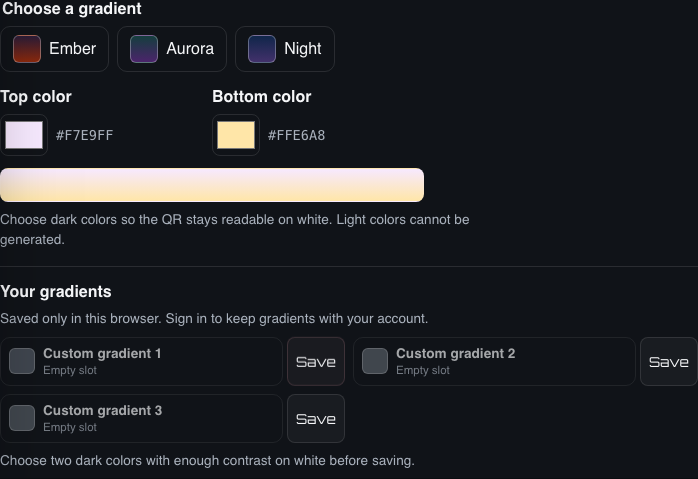 Choose a gradient
Ember Aurora Night
Top color Bottom color
#F7E9FF #FFE6A8
Choose dark colors so the QR stays readable on white. Light colors cannot be
generated.
Your gradients
Saved only in this browser. Sign in to keep gradients with your account.
Custom gradient 1
Empty slot
Save
Custom gradient 2
Empty slot
Save
Custom gradient 3
Empty slot
Save
Choose two dark colors with enough contrast on white before saving.